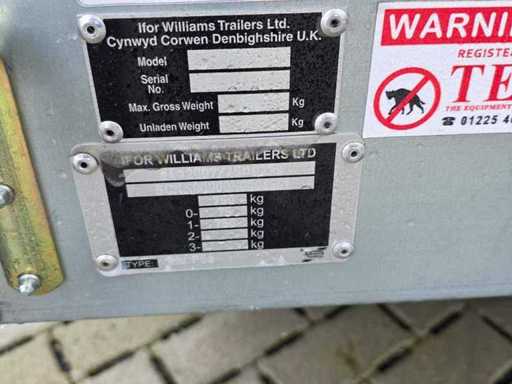 Ifor Williams Trailers Ltd.
Cynwyd Corwen Denbighshire U.K.
Model
Serial No.
Max. Gross Weight Kg
Unladen Weight Kg
IFOR WILLIAMS TRAILERS LTD
kg
0- kg
1- kg
2- kg
3- kg
TYPE:
WARNIN
REGISTE
TE
THE EQUIPMENT
☎ 01225 4